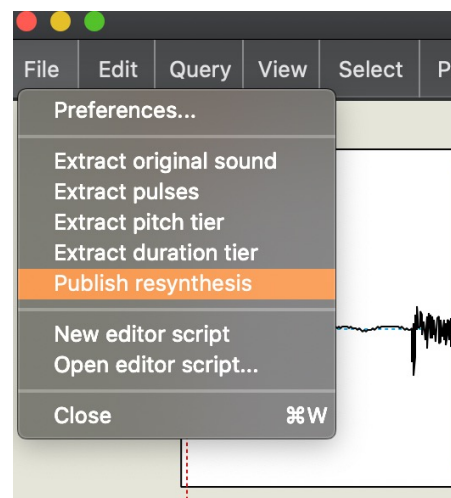 File Edit Query View Select P
Preferences...
Extract original sound
Extract pulses
Extract pitch tier
Extract duration tier
Publish resynthesis
New editor script
Open editor script...
Close ⌘W